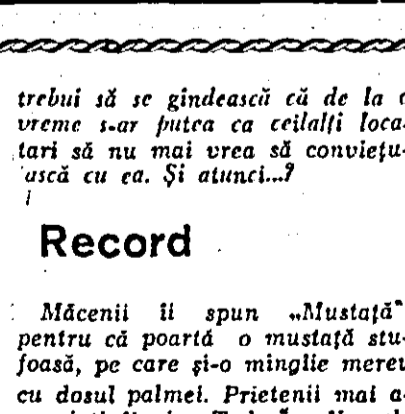 trebui să se gîndească că de la o
vreme s-ar putea ca ceilalți loca-
tari să nu mai vrea să conviețu-
iască cu ea. Și atunci...?
Record
Măcenii îi spun „Mustață”
pentru că poartă o mustață stu-
foasă, pe care și-o mîngîie mereu
cu dosul palmei. Prietenii mai a-